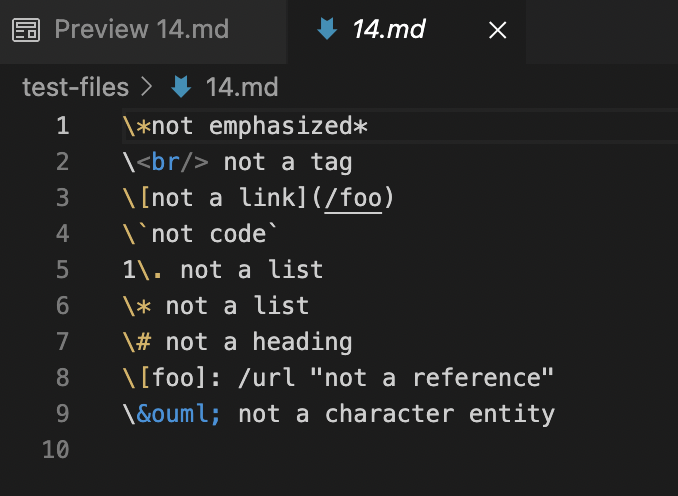 Preview 14.md
14.md
test-files > 14.md
1 \*not emphasized*
2 \<br/> not a tag
3 \[not a link](/foo)
4 \`not code`
5 1\. not a list
6 \* not a list
7 \# not a heading
8 \[foo]: /url "not a reference"
9 \&ouml; not a character entity
10